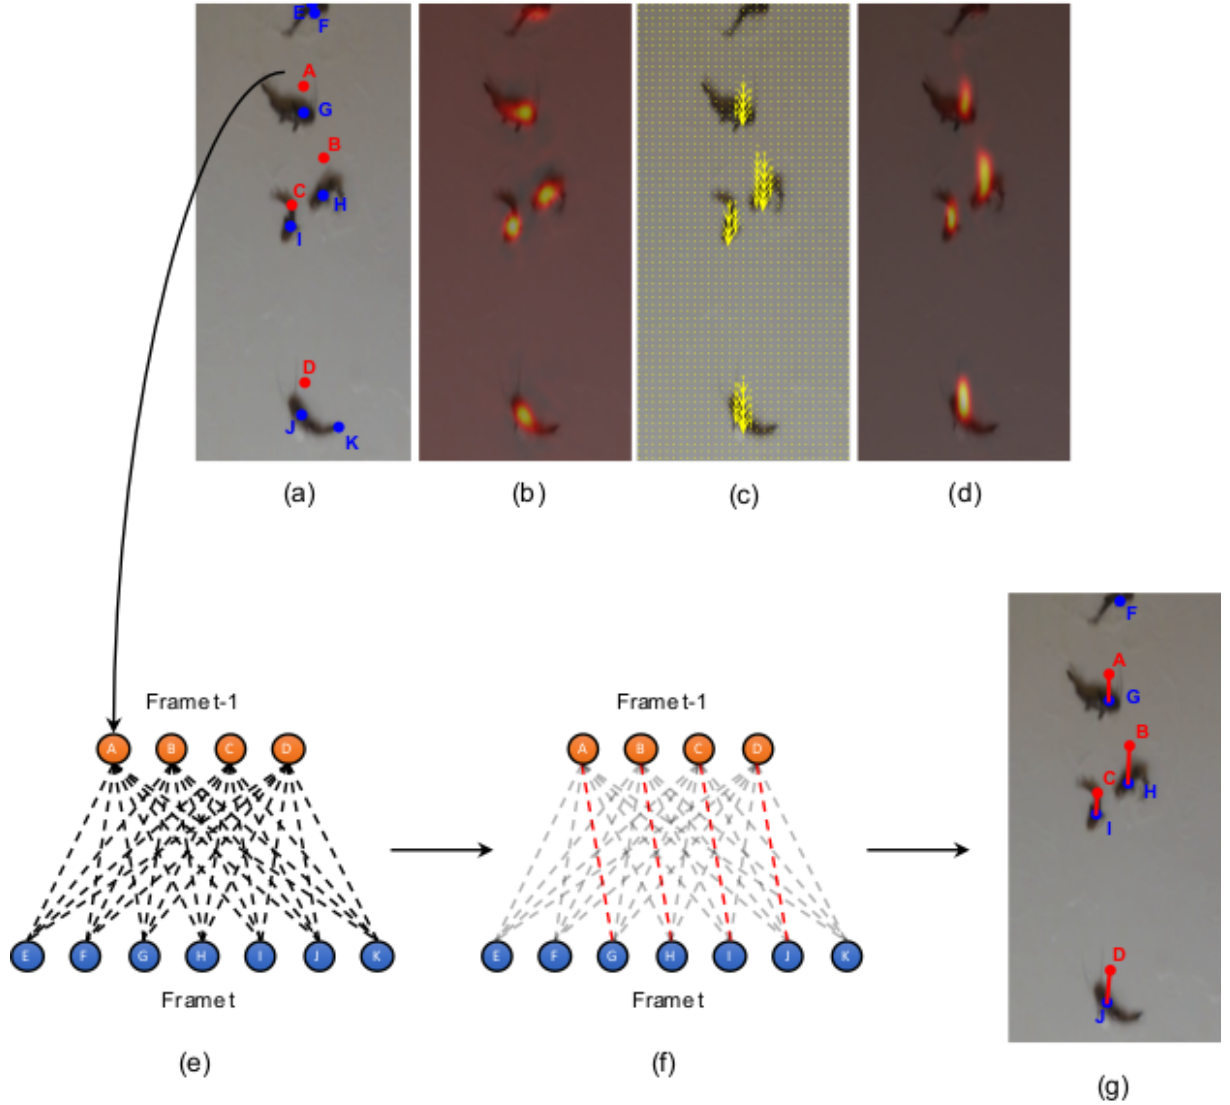 E F
A
G
B
C
H
I
D
J
K
(a) (b) (c) (d)
F
A
G
B
C
H
I
D
J
Frame t-1
A B C D
E F G H I J K
Frame t
(e)
Frame t-1
A B C D
E F G H I J K
Frame t
(f)
(g)